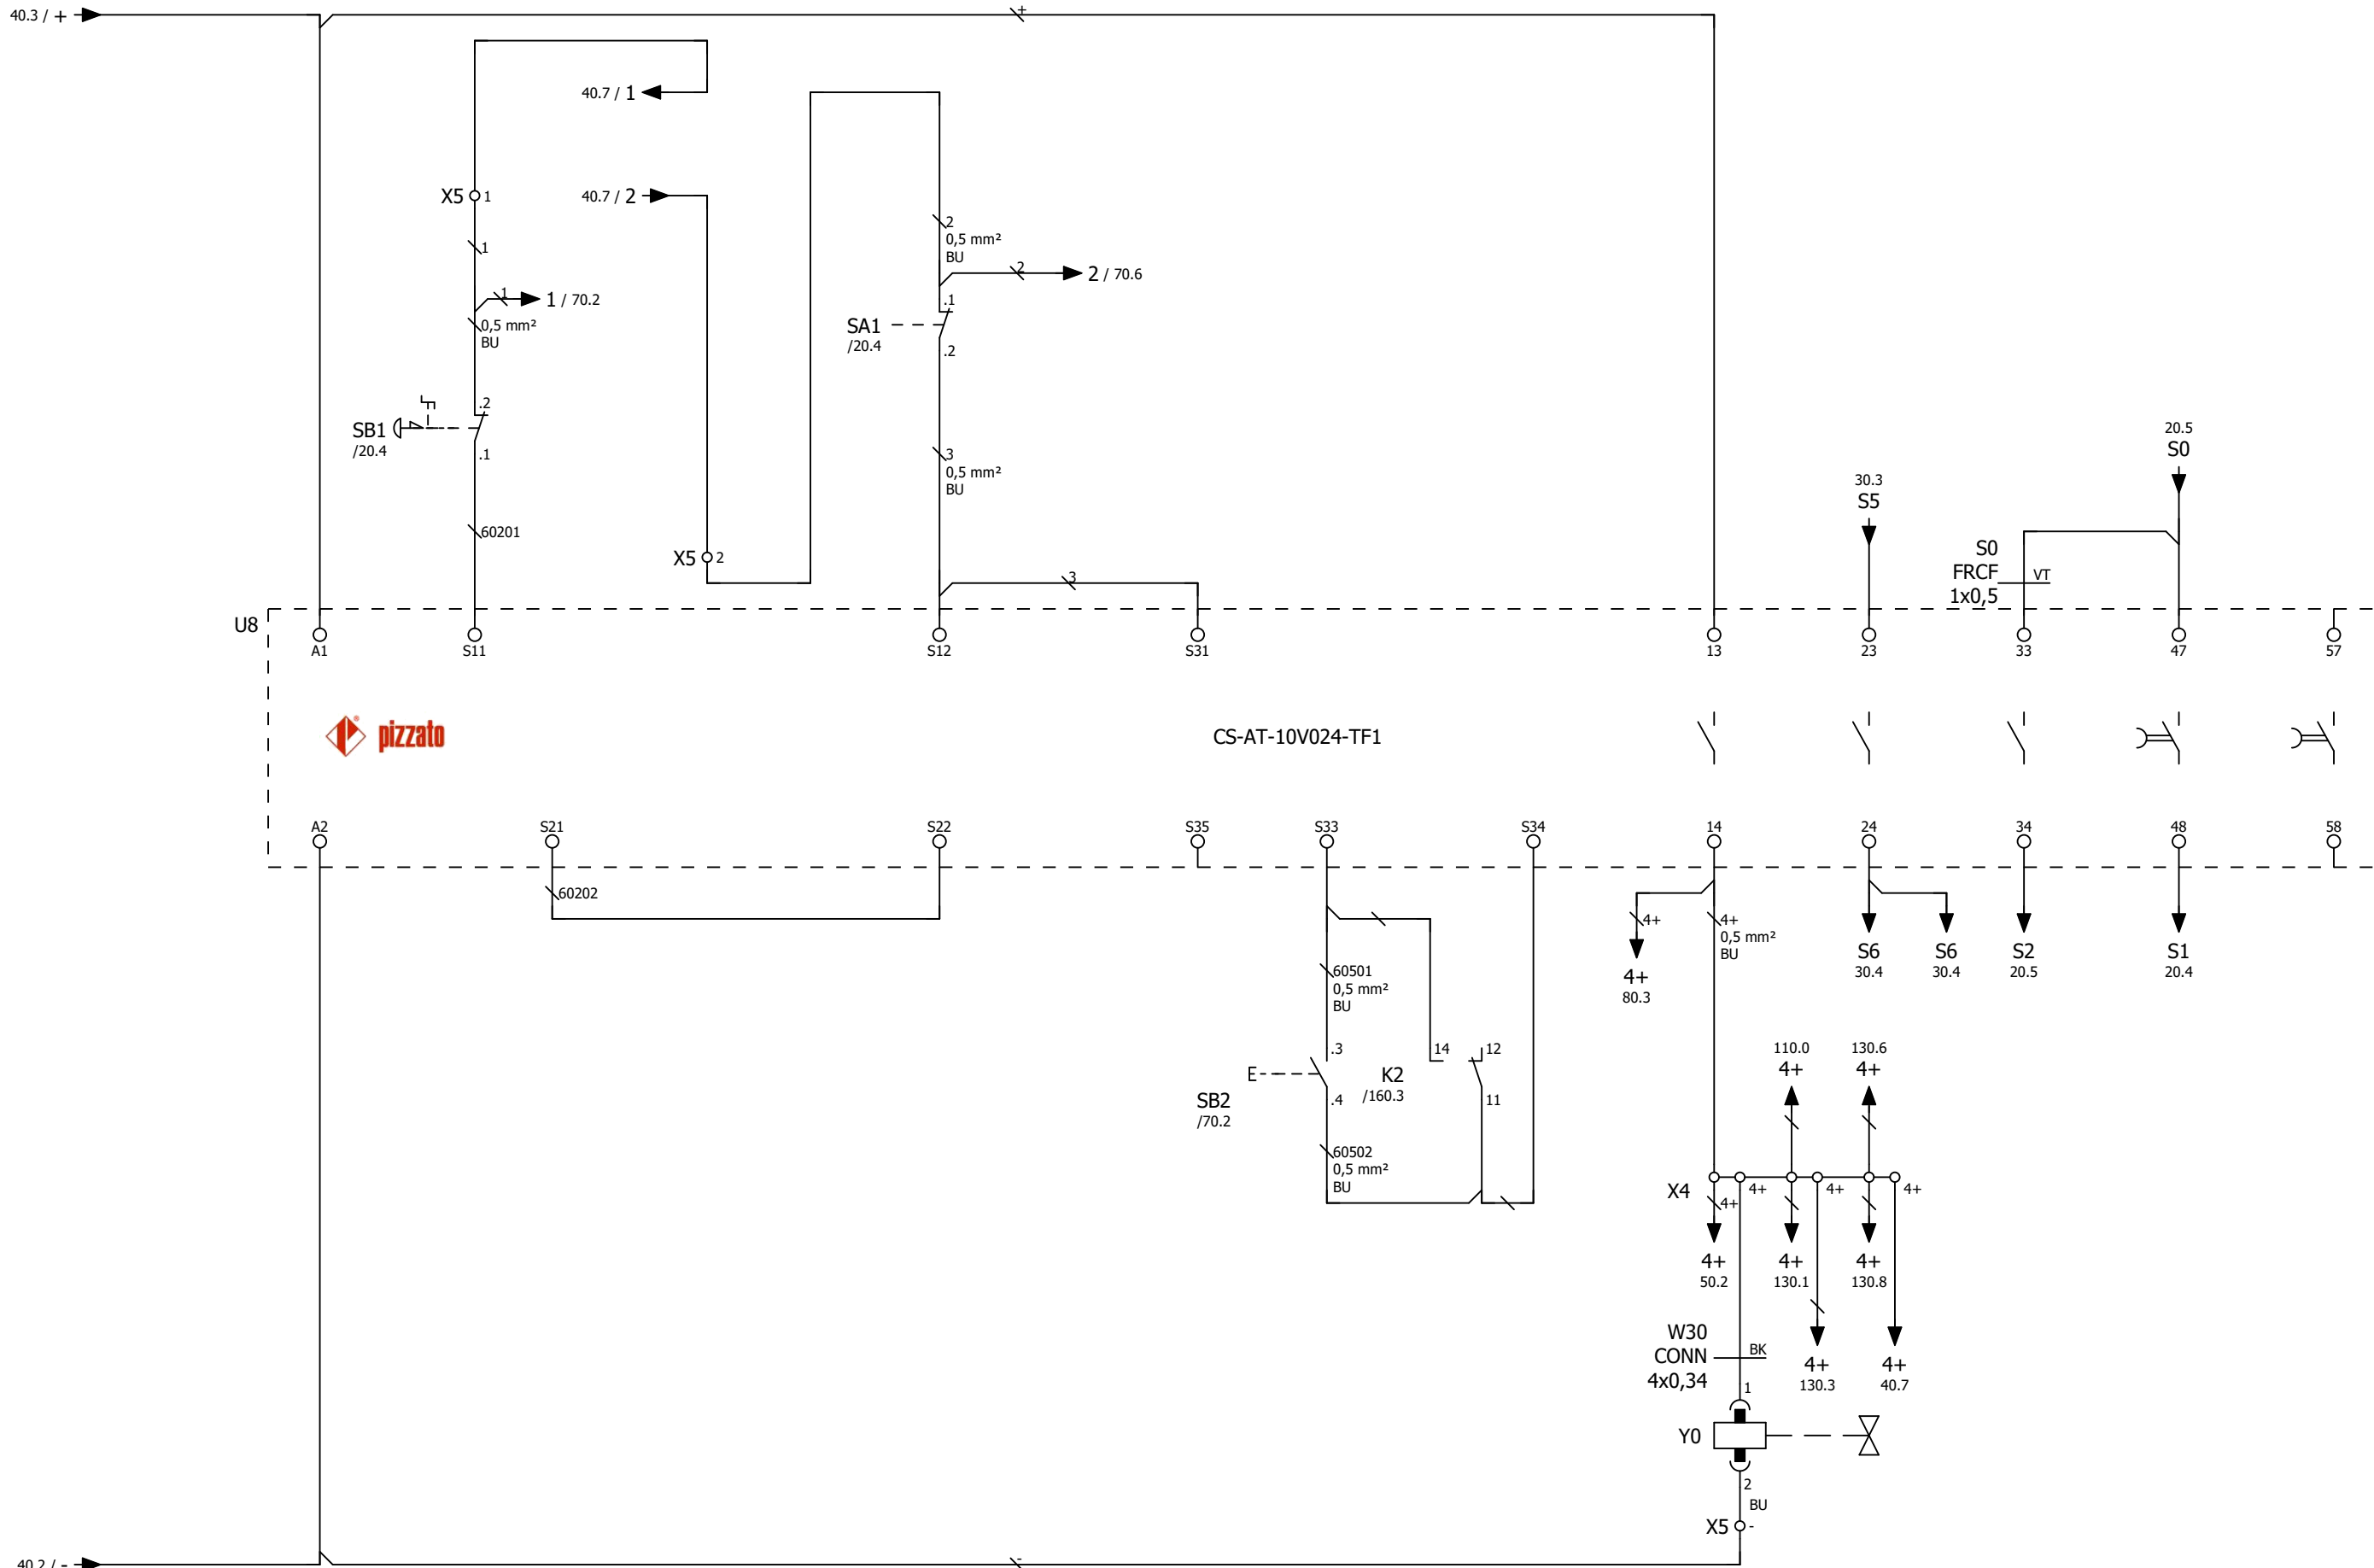 40.3 / +
+
40.7 / 1
X5 1
40.7 / 2
1
2
0,5 mm²
BU
2
2 / 70.6
1
1 / 70.2
0,5 mm²
BU
.1
SA1
/20.4
.2
.2
SB1
/20.4
.1
3
0,5 mm²
BU
20.5
S0
30.3
S5
60201
X5 2
3
S0
FRCF
1x0,5
VT
U8
A1
S11
S12
S31
13
23
33
47
57
pizzato
®
CS-AT-10V024-TF1
A2
S21
S22
S35
S33
S34
14
24
34
48
58
60202
4+
4+
0,5 mm²
BU
4+
80.3
S6
30.4
S6
30.4
S2
20.5
S1
20.4
60501
0,5 mm²
BU
.3
14
12
E
K2
/160.3
SB2
/70.2
.4
11
110.0
4+
130.6
4+
60502
0,5 mm²
BU
X4
4+
4+
4+
4+
4+
50.2
4+
130.1
4+
130.8
W30
CONN
4x0,34
BK
4+
130.3
4+
40.7
1
Y0
2
BU
X5 -
40.2 / -
-